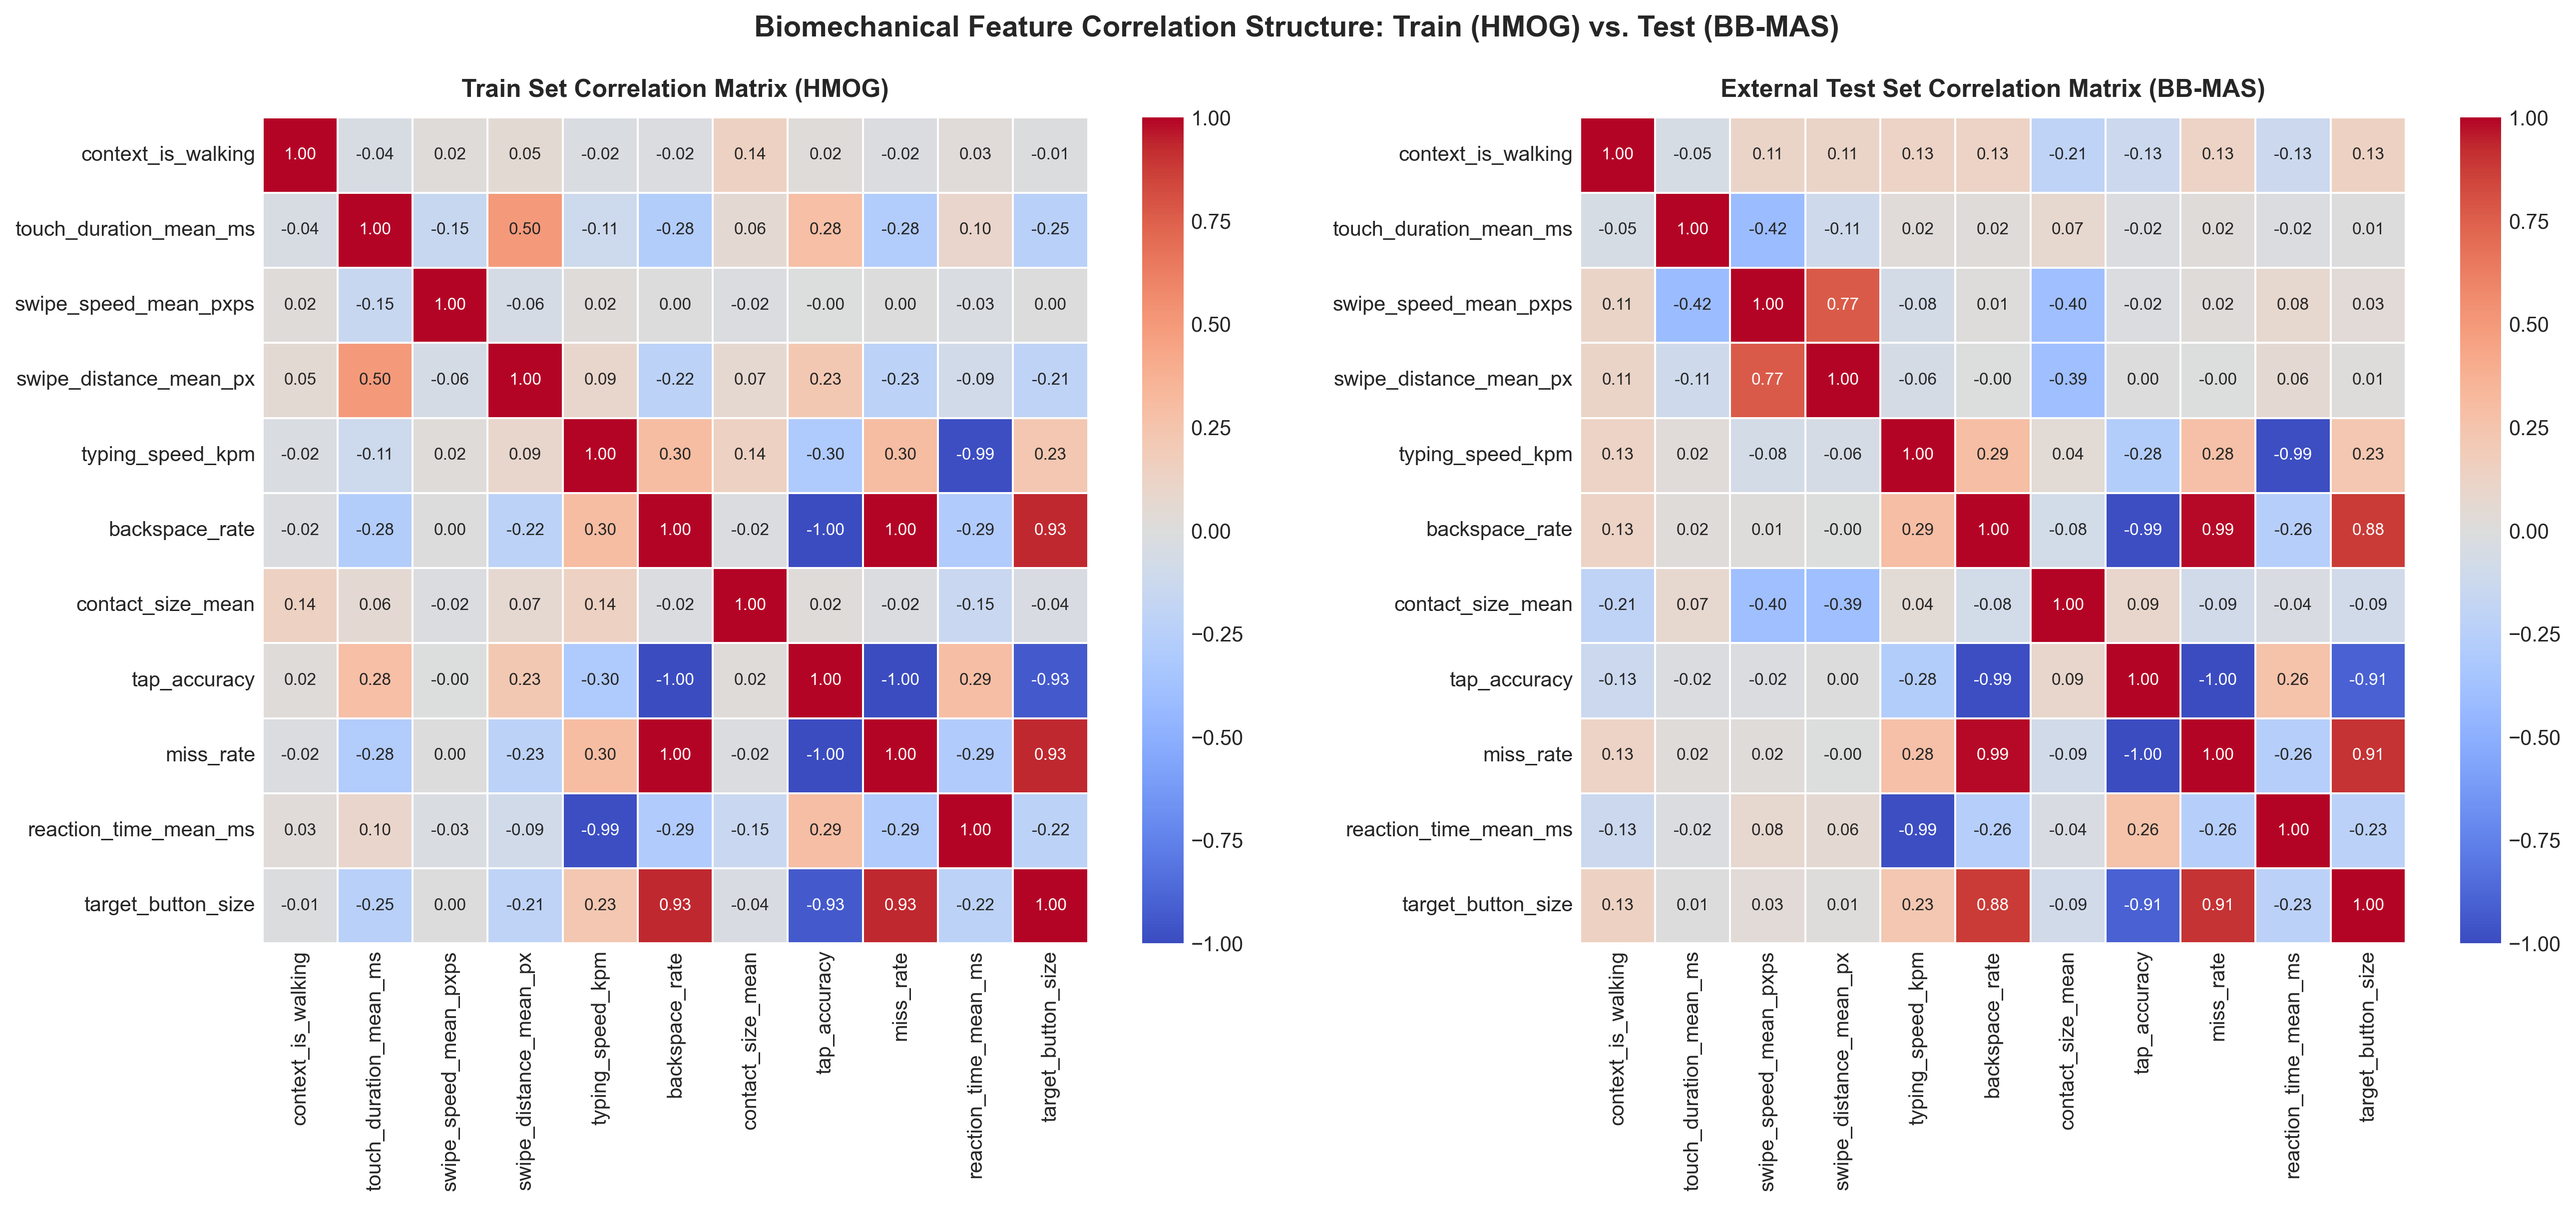 Biomechanical Feature Correlation Structure: Train (HMOG) vs. Test (BB-MAS)
Train Set Correlation Matrix (HMOG)
context_is_walking 1.00 -0.04 0.02 0.05 -0.02 -0.02 0.14 0.02 -0.02 0.03 -0.01
touch_duration_mean_ms -0.04 1.00 -0.15 0.50 -0.11 -0.28 0.06 0.28 -0.28 0.10 -0.25
swipe_speed_mean_pxps 0.02 -0.15 1.00 -0.06 0.02 0.00 -0.02 -0.00 0.00 -0.03 0.00
swipe_distance_mean_px 0.05 0.50 -0.06 1.00 0.09 -0.22 0.07 0.23 -0.23 -0.09 -0.21
typing_speed_kpm -0.02 -0.11 0.02 0.09 1.00 0.30 0.14 -0.30 0.30 -0.99 0.23
backspace_rate -0.02 -0.28 0.00 -0.22 0.30 1.00 -0.02 -1.00 1.00 -0.29 0.93
contact_size_mean 0.14 0.06 -0.02 0.07 0.14 -0.02 1.00 0.02 -0.02 -0.15 -0.04
tap_accuracy 0.02 0.28 -0.00 0.23 -0.30 -1.00 0.02 1.00 -1.00 0.29 -0.93
miss_rate -0.02 -0.28 0.00 -0.23 0.30 1.00 -0.02 -1.00 1.00 -0.29 0.93
reaction_time_mean_ms 0.03 0.10 -0.03 -0.09 -0.99 -0.29 -0.15 0.29 -0.29 1.00 -0.22
target_button_size -0.01 -0.25 0.00 -0.21 0.23 0.93 -0.04 -0.93 0.93 -0.22 1.00
context_is_walking
touch_duration_mean_ms
swipe_speed_mean_pxps
swipe_distance_mean_px
typing_speed_kpm
backspace_rate
contact_size_mean
tap_accuracy
miss_rate
reaction_time_mean_ms
target_button_size
1.00
0.75
0.50
0.25
0.00
−0.25
−0.50
−0.75
−1.00
External Test Set Correlation Matrix (BB-MAS)
context_is_walking 1.00 -0.05 0.11 0.11 0.13 0.13 -0.21 -0.13 0.13 -0.13 0.13
touch_duration_mean_ms -0.05 1.00 -0.42 -0.11 0.02 0.02 0.07 -0.02 0.02 -0.02 0.01
swipe_speed_mean_pxps 0.11 -0.42 1.00 0.77 -0.08 0.01 -0.40 -0.02 0.02 0.08 0.03
swipe_distance_mean_px 0.11 -0.11 0.77 1.00 -0.06 -0.00 -0.39 0.00 -0.00 0.06 0.01
typing_speed_kpm 0.13 0.02 -0.08 -0.06 1.00 0.29 0.04 -0.28 0.28 -0.99 0.23
backspace_rate 0.13 0.02 0.01 -0.00 0.29 1.00 -0.08 -0.99 0.99 -0.26 0.88
contact_size_mean -0.21 0.07 -0.40 -0.39 0.04 -0.08 1.00 0.09 -0.09 -0.04 -0.09
tap_accuracy -0.13 -0.02 -0.02 0.00 -0.28 -0.99 0.09 1.00 -1.00 0.26 -0.91
miss_rate 0.13 0.02 0.02 -0.00 0.28 0.99 -0.09 -1.00 1.00 -0.26 0.91
reaction_time_mean_ms -0.13 -0.02 0.08 0.06 -0.99 -0.26 -0.04 0.26 -0.26 1.00 -0.23
target_button_size 0.13 0.01 0.03 0.01 0.23 0.88 -0.09 -0.91 0.91 -0.23 1.00
context_is_walking
touch_duration_mean_ms
swipe_speed_mean_pxps
swipe_distance_mean_px
typing_speed_kpm
backspace_rate
contact_size_mean
tap_accuracy
miss_rate
reaction_time_mean_ms
target_button_size
1.00
0.75
0.50
0.25
0.00
−0.25
−0.50
−0.75
−1.00